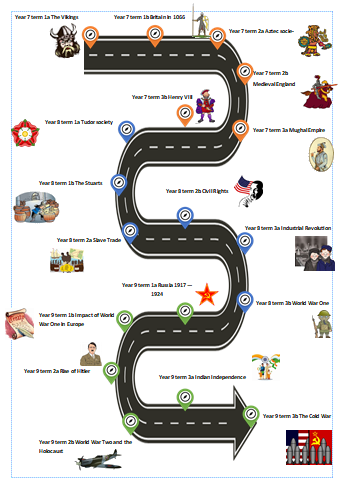 Year 7 term 1a The Vikings
Year 7 term 1b Britain in 1066
Year 7 term 2a Aztec socie-
Year 7 term 2b
Medieval England
Year 7 term 3b Henry VIII
Year 8 term 1a Tudor society
Year 7 term 3a Mughal Empire
Year 8 term 1b The Stuarts
Year 8 term 2b Civil Rights
Year 8 term 2a Slave Trade
Year 8 term 3a Industrial Revolution
Year 9 term 1a Russia 1917 —
1924
Year 8 term 3b World War One
Year 9 term 1b Impact of World
War One in Europe
Year 9 term 2a Rise of Hitler
Year 9 term 3a Indian Independence
Year 9 term 3b The Cold War
Year 9 term 2b World War Two and the
Holocaust